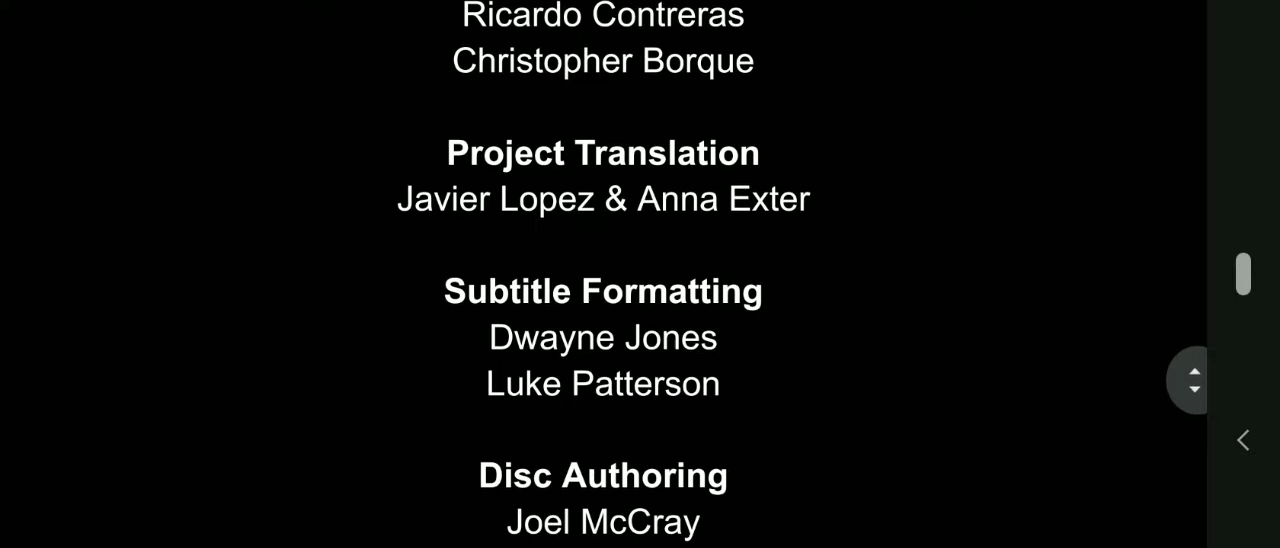 Ricardo Contreras
Christopher Borque
Project Translation
Javier Lopez & Anna Exter
Subtitle Formatting
Dwayne Jones
Luke Patterson
Disc Authoring
Joel McCray